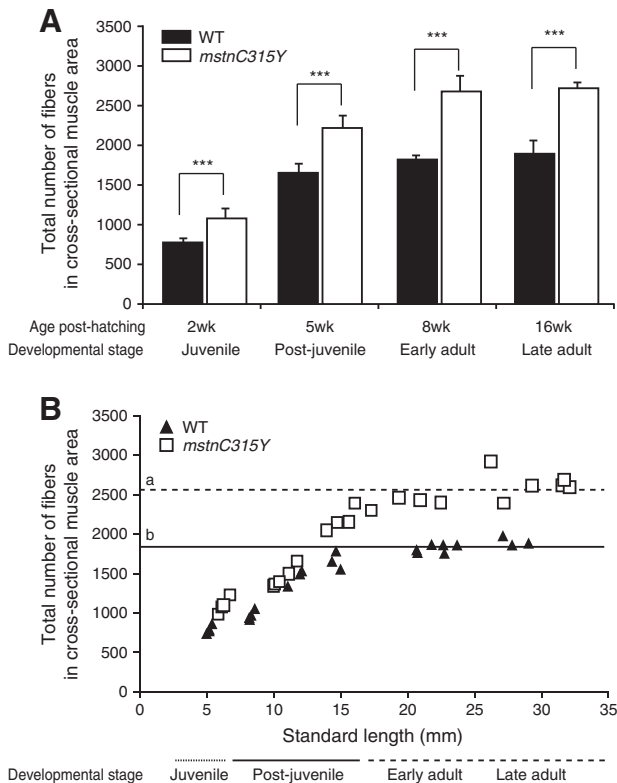 A
WT
mstnC315Y
Total number of fibers
in cross-sectional muscle area
3500
3000
2500
2000
1500
1000
500
0
***
***
***
***
Age post-hatching 2wk 5wk 8wk 16wk
Developmental stage Juvenile Post-juvenile Early adult Late adult
B
WT
mstnC315Y
Total number of fibers
in cross-sectional muscle area
3500
3000
2500
2000
1500
1000
500
0
a
b
0 5 10 15 20 25 30 35
Standard length (mm)
Developmental stage Juvenile Post-juvenile Early adult Late adult